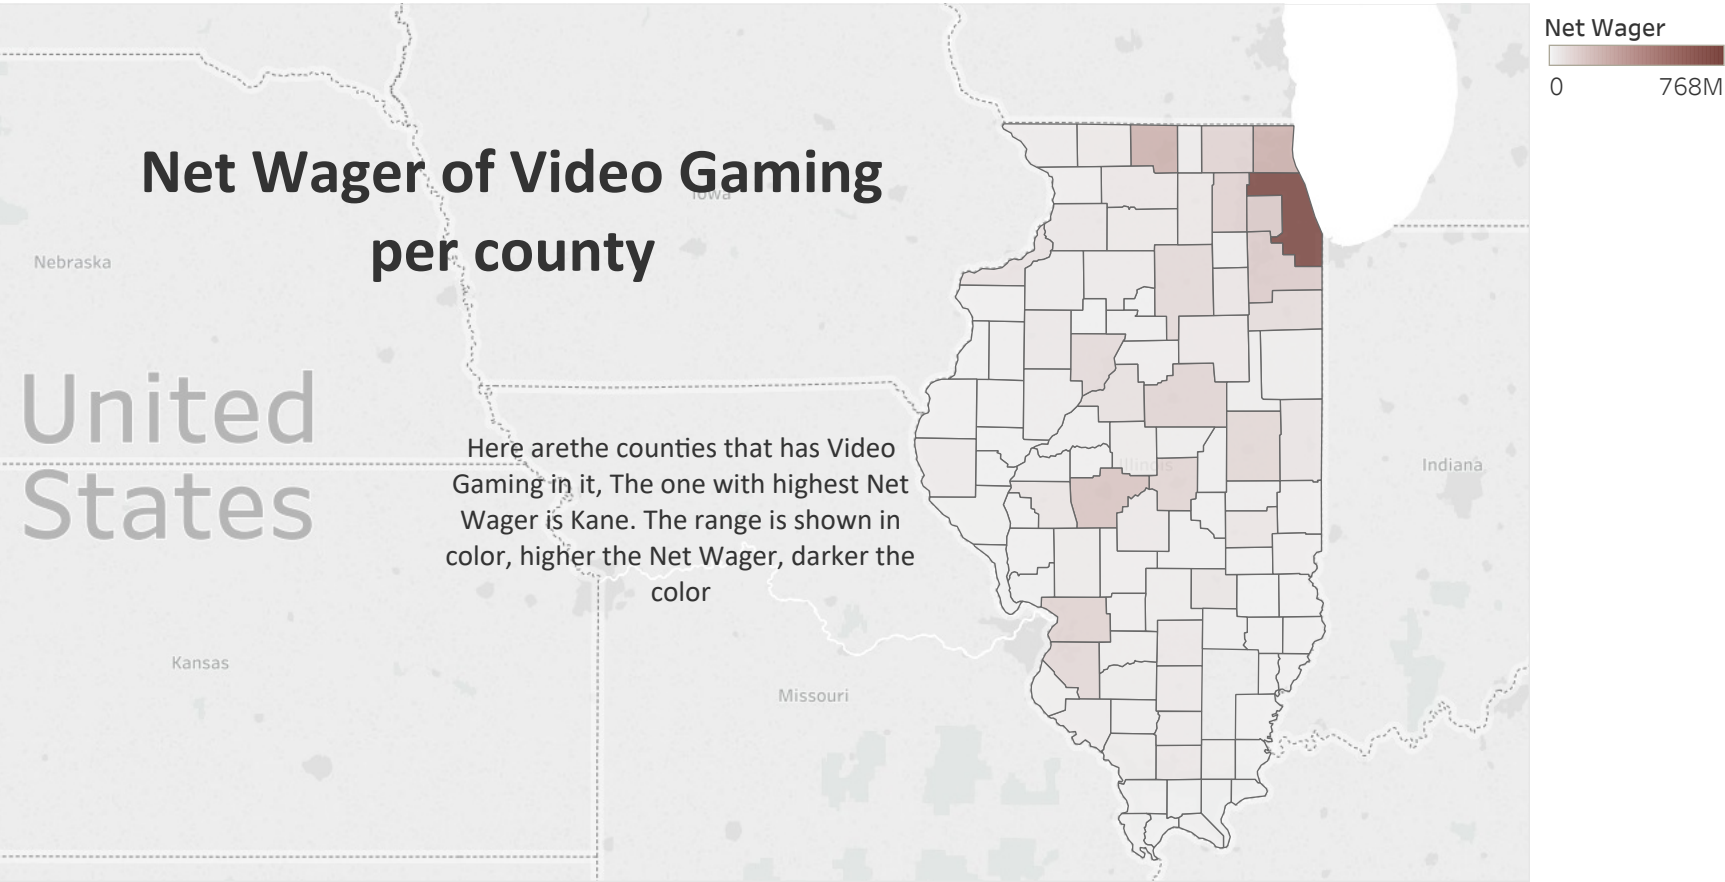 Net Wager
0 768M
Net Wager of Video Gaming
per county
Iowa
Nebraska
United
States
Here arethe counties that has Video
Gaming in it, The one with highest Net
Wager is Kane. The range is shown in
color, higher the Net Wager, darker the
color
Illinois
Indiana
Kansas
Missouri